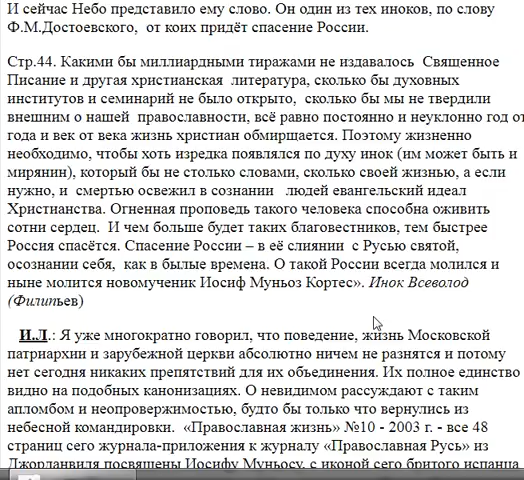 И сейчас Небо представило ему слово. Он один из тех иноков, по слову
Ф.М.Достоевского, от коих придёт спасение России.
Стр.44. Какими бы миллиардными тиражами не издавалось Священное
Писание и другая христианская литература, сколько бы духовных
институтов и семинарий не было открыто, сколько бы мы не твердили
внешним о нашей православности, всё равно постоянно и неуклонно год от
года и век от века жизнь христиан обмирщается. Поэтому жизненно
необходимо, чтобы хоть изредка появлялся по духу инок (им может быть и
мирянин), который бы не столько словами, сколько своей жизнью, а если
нужно, и смертью освежил в сознании людей евангельский идеал
Христианства. Огненная проповедь такого человека способна оживить
сотни сердец. И чем больше будет таких благовестников, тем быстрее
Россия спасётся. Спасение России – в её слиянии с Русью святой,
осознании себя, как в былые времена. О такой России всегда молился и
ныне молится новомученик Иосиф Муньоз Кортес». Инок Всеволод
(Филипьев)
И.Л.: Я уже многократно говорил, что поведение, жизнь Московской
патриархии и зарубежной церкви абсолютно ничем не разнятся и потому
нет сегодня никаких препятствий для их объединения. Их полное единство
видно на подобных канонизациях. О невидимом рассуждают с таким
апломбом и неопровержимостью, будто бы только что вернулись из
небесной командировки. «Православная жизнь» №10 - 2003 г. - все 48
страниц сего журнала-приложения к журналу «Православная Русь» из
Джорданвиля посвящены Иосифу Муньосу, с иконой сего бритого испанца